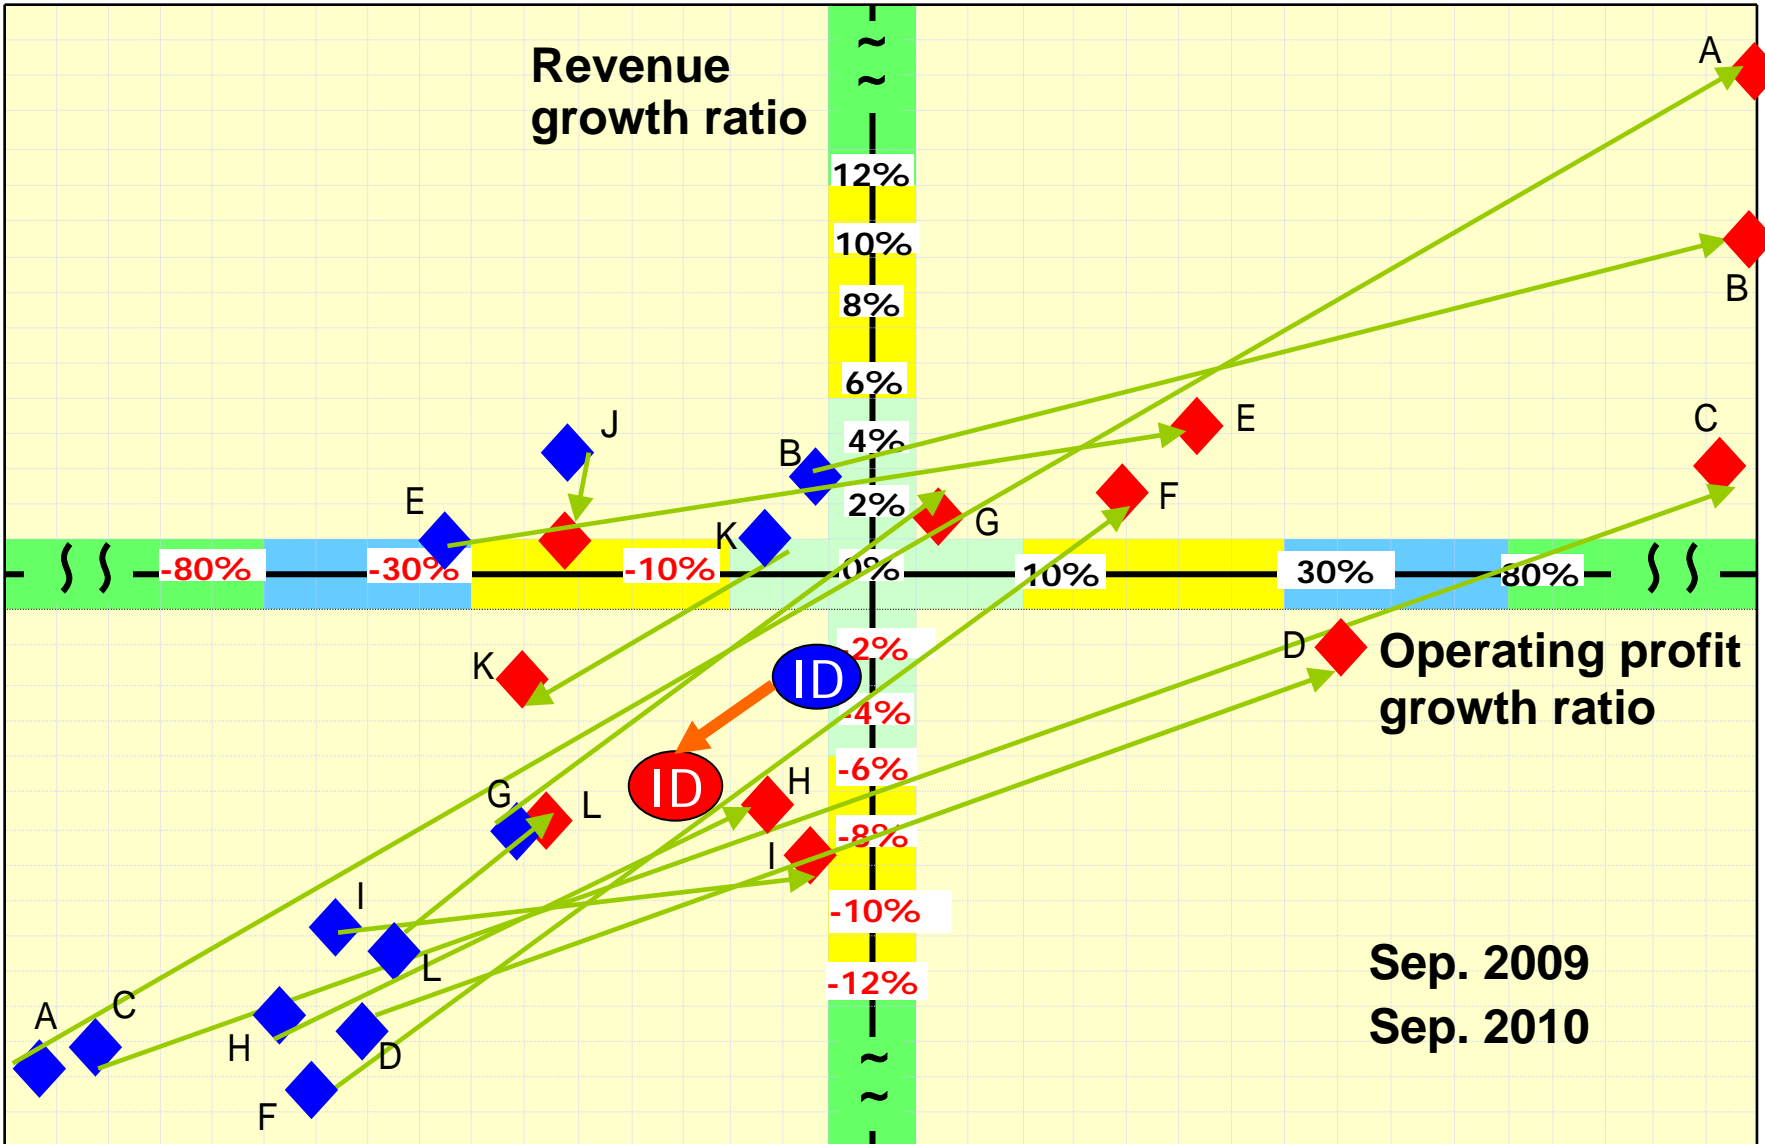 A
Revenue
growth ratio
~
~
12%
10%
8%
B
6%
E
C
J
4%
B
E
2%
F
G
K
-80%
-30%
-10%
0%
10%
30%
80%
-2%
D
Operating profit
growth ratio
K
ID
-4%
-6%
ID
H
G
L
-8%
I
I
-10%
L
-12%
Sep. 2009
Sep. 2010
A
C
H
D
F
~
~